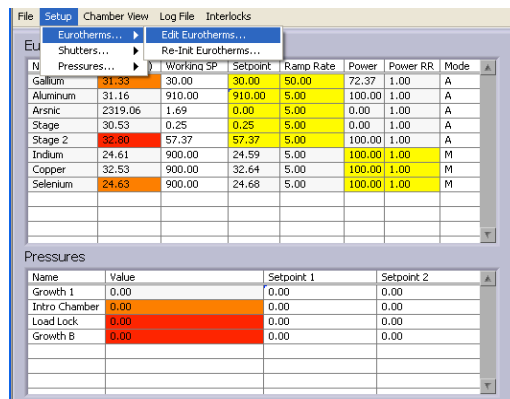 File Setup Chamber View Log File Interlocks
Eurotherms... Edit Eurotherms...
Shutters... Re-Init Eurotherms...
Pressures...
Eu
N ) Working SP Setpoint Ramp Rate Power Power RR Mode
Gallium 31.33 30.00 30.00 50.00 72.37 1.00 A
Aluminum 31.16 910.00 910.00 5.00 100.00 1.00 A
Arsnic 2319.06 1.69 0.00 5.00 0.00 1.00 A
Stage 30.53 0.25 0.25 5.00 0.00 1.00 A
Stage 2 32.80 57.37 57.37 5.00 100.00 1.00 A
Indium 24.61 900.00 24.59 5.00 100.00 1.00 M
Copper 32.53 900.00 32.64 5.00 100.00 1.00 M
Selenium 24.63 900.00 24.68 5.00 100.00 1.00 M
Pressures
Name Value Setpoint 1 Setpoint 2
Growth 1 0.00 0.00 0.00
Intro Chamber 0.00 0.00 0.00
Load Lock 0.00 0.00 0.00
Growth B 0.00 0.00 0.00